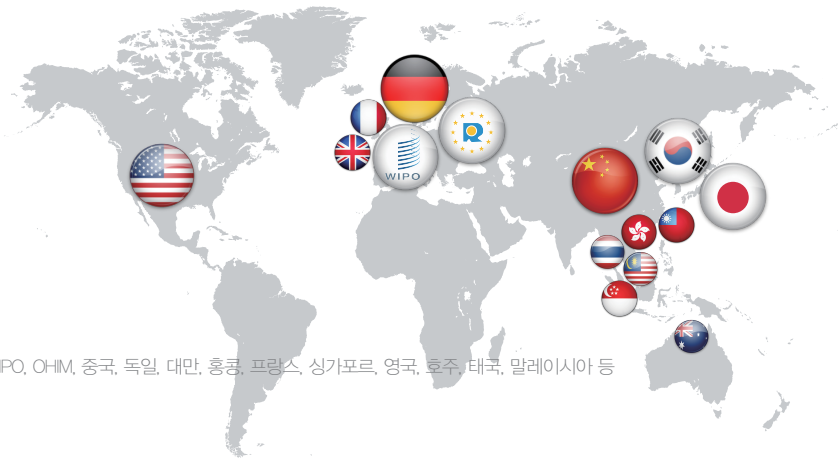 WIPO
IPO, OHIM, 중국, 독일, 대만, 홍콩, 프랑스, 싱가포르, 영국, 호주, 태국, 말레이시아 등